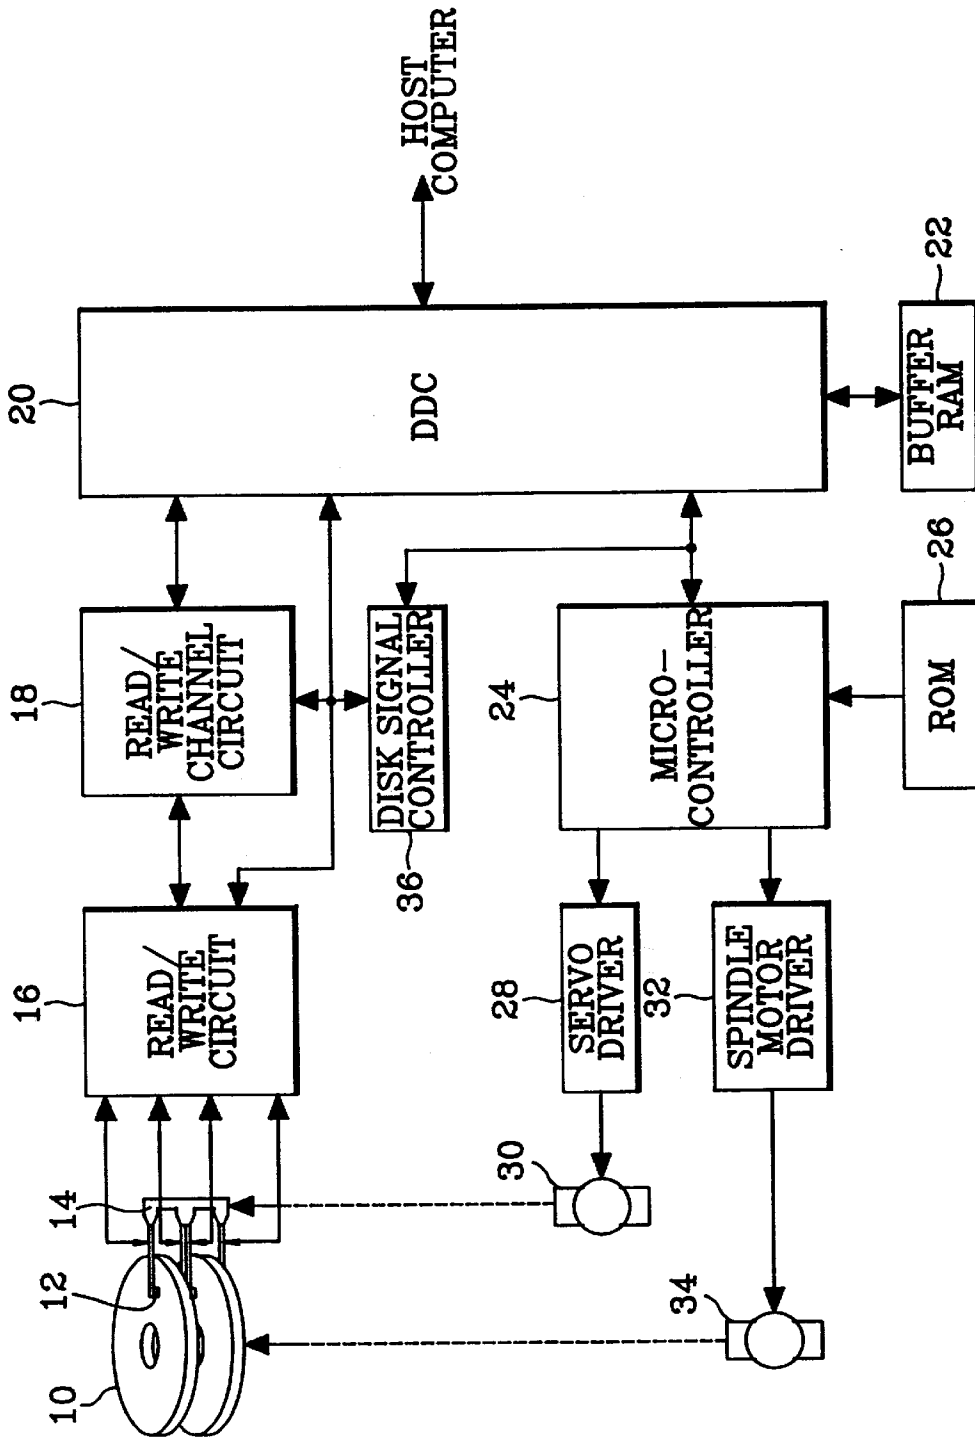 10
12
14
16
READ
WRITE
CIRCUIT
18
READ
WRITE
CHANNEL
CIRCUIT
20
DDC
HOST
COMPUTER
36
DISK SIGNAL
CONTROLLER
30
28
SERVO
DRIVER
24
MICRO-
CONTROLLER
34
32
SPINDLE
MOTOR
DRIVER
ROM
26
BUFFER
RAM
22